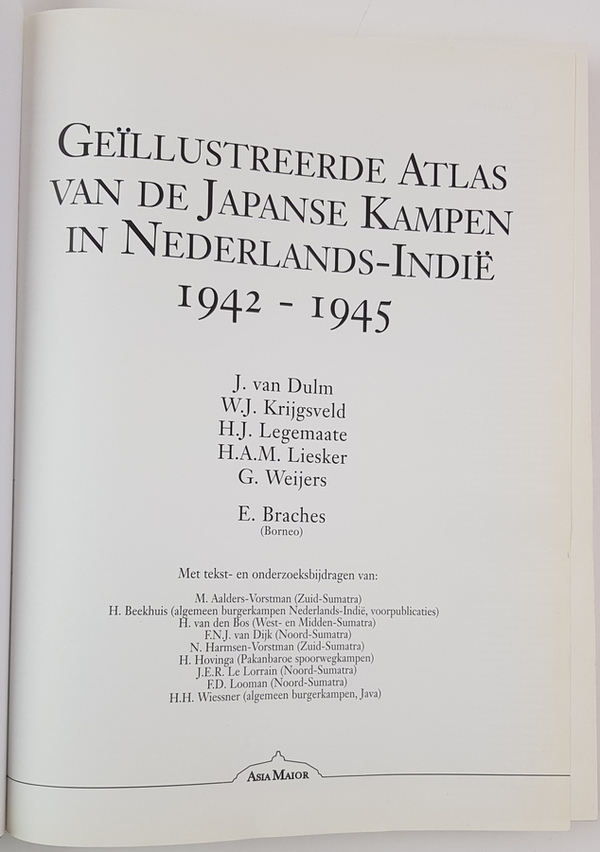 GEÏLLUSTREERDE ATLAS
VAN DE JAPANSE KAMPEN
IN NEDERLANDS-INDIË
1942 - 1945
J. van Dulm
W.J. Krijgsveld
H.J. Legemaate
H.A.M. Liesker
G. Weijers
E. Braches
(Borneo)
Met tekst- en onderzoeksbijdragen van:
M. Aalders-Vorstman (Zuid-Sumatra)
H. Beekhuis (algemeen burgerkampen Nederlands-Indië, voorpublicaties)
H. van den Bos (West- en Midden-Sumatra)
F.N.J. van Dijk (Noord-Sumatra)
N. Harmsen-Vorstman (Zuid-Sumatra)
H. Hovinga (Pakanbaroe spoorwegkampen)
J.E.R. Le Lorrain (Noord-Sumatra)
F.D. Looman (Noord-Sumatra)
H.H. Wiessner (algemeen burgerkampen, Java)
ASIA MAIOR